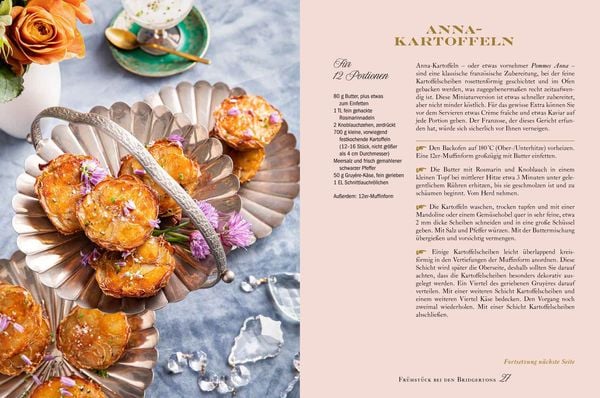 ANNA-
KARTOFFELN
Für
12 Portionen
80 g Butter, plus etwas
zum Einfetten
1 TL fein gehackte
Rosmarinnadeln
2 Knoblauchzehen, zerdrückt
700 g kleine, vorwiegend
festkochende Kartoffeln
(12–16 Stück, nicht größer
als 4 cm Durchmesser)
Meersalz und frisch gemahlener
schwarzer Pfeffer
50 g Gruyère-Käse, fein gerieben
1 EL Schnittlauchröllchen
Außerdem: 12er-Muffinform
Anna-Kartoffeln – oder etwas vornehmer Pommes Anna –
sind eine klassische französische Zubereitung, bei der feine
Kartoffelscheiben rosettenförmig geschichtet und im Ofen
gebacken werden, was zugegebenermaßen recht zeitaufwen-
dig ist. Diese Miniaturversion ist etwas schneller zubereitet,
aber nicht minder köstlich. Für das gewisse Extra können Sie
vor dem Servieren etwas Crème fraîche und etwas Kaviar auf
jede Portion geben. Der Franzose, der dieses Gericht erfun-
den hat, würde sich sicherlich vor Ihnen verneigen.
Den Backofen auf 180 °C (Ober-/Unterhitze) vorheizen.
Eine 12er-Muffinform großzügig mit Butter einfetten.
Die Butter mit Rosmarin und Knoblauch in einem
kleinen Topf bei mittlerer Hitze etwa 3 Minuten unter gele-
gentlichem Rühren erhitzen, bis sie geschmolzen ist und zu
schäumen beginnt. Vom Herd nehmen.
Die Kartoffeln waschen, trocken tupfen und mit einer
Mandoline oder einem Gemüsehobel quer in sehr feine, etwa
2 mm dicke Scheiben schneiden und in eine große Schüssel
geben. Mit Salz und Pfeffer würzen. Mit der Buttermischung
übergießen und vorsichtig vermengen.
Einige Kartoffelscheiben leicht überlappend kreis-
förmig in den Vertiefungen der Muffinform anordnen. Diese
Schicht wird später die Oberseite, deshalb sollten Sie darauf
achten, dass die Kartoffelscheiben besonders dekorativ aus-
gelegt werden. Ein Viertel des geriebenen Gruyères darauf
verteilen. Mit einer weiteren Schicht Kartoffelscheiben und
einem weiteren Viertel Käse bedecken. Den Vorgang noch
zweimal wiederholen. Mit einer Schicht Kartoffelscheiben
abschließen.
Fortsetzung nächste Seite
FRÜHSTÜCK BEI DEN BRIDGERTONS 27